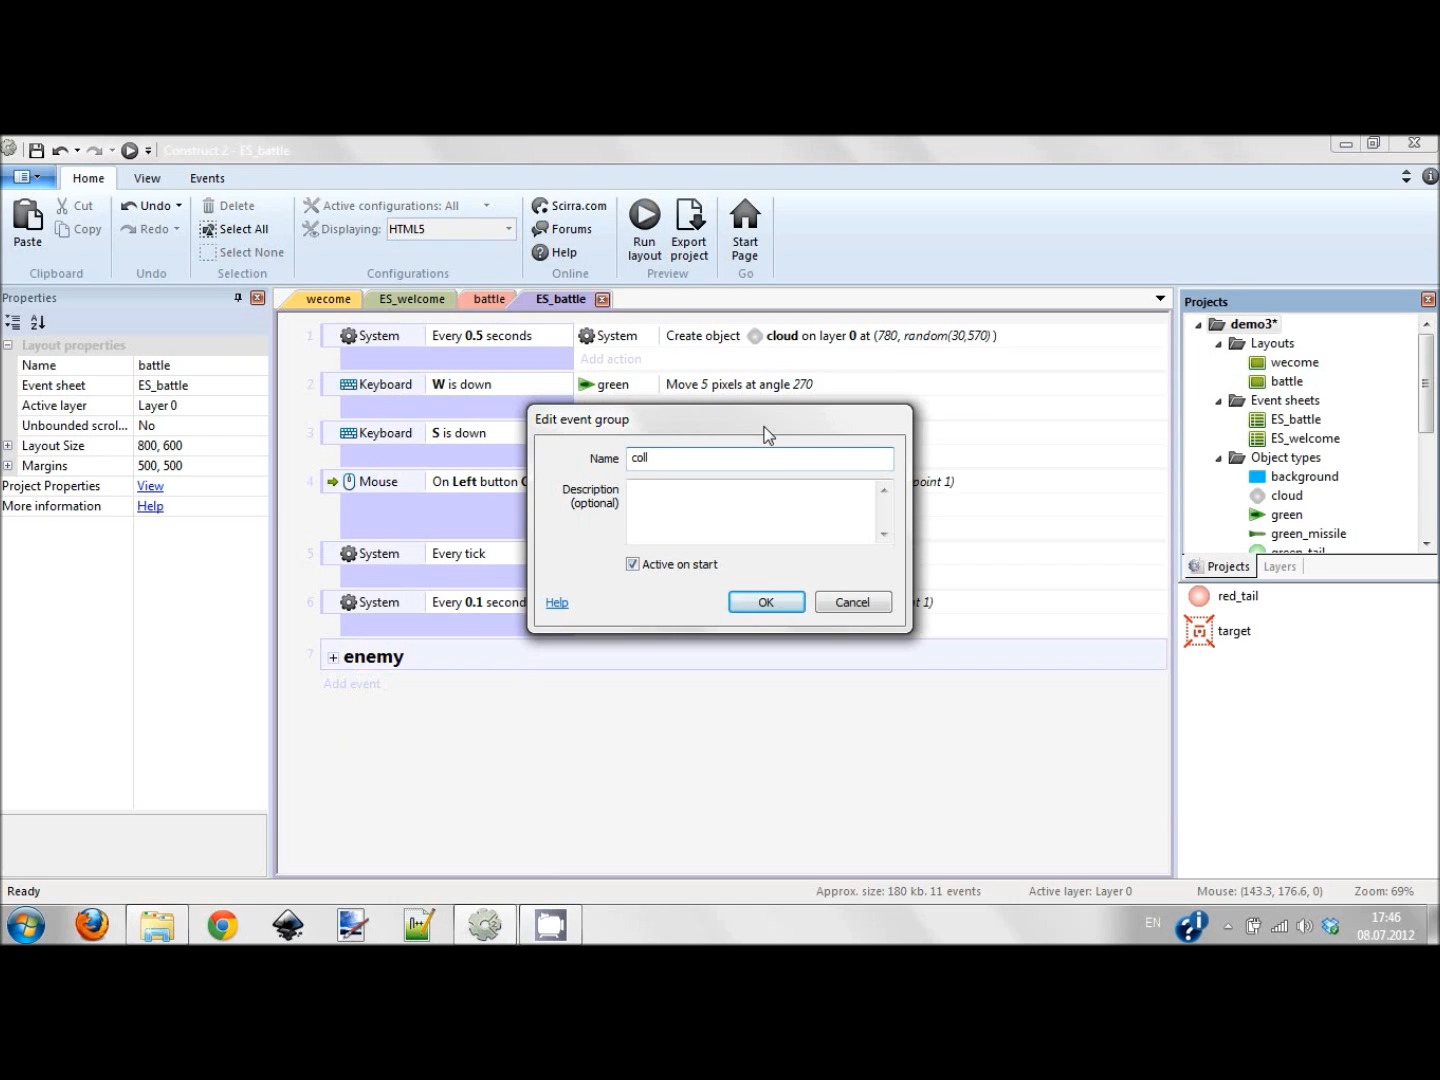 Construct 2 - ES_battle
Home View Events
Paste
Cut
Copy
Clipboard
Undo
Redo
Undo
Delete
Select All
Select None
Selection
Active configurations: All
Displaying: HTML5
Configurations
Scirra.com
Forums
Help
Online
Run layout
Export project
Preview
Start Page
Go
Properties
Layout properties
Name battle
Event sheet ES_battle
Active layer Layer 0
Unbounded scrol... No
Layout Size 800, 600
Margins 500, 500
Project Properties View
More information Help
wecome ES_welcome battle ES_battle
1 System Every 0.5 seconds System Create object cloud on layer 0 at (780, random(30,570) )
Add action
2 Keyboard W is down green Move 5 pixels at angle 270
3 Keyboard S is down
4 Mouse On Left button point 1)
5 System Every tick
6 System Every 0.1 second t 1)
7 enemy
Add event
Edit event group
Name coll
Description
(optional)
Active on start
Help OK Cancel
Projects
demo3*
Layouts
wecome
battle
Event sheets
ES_battle
ES_welcome
Object types
background
cloud
green
green_missile
green_tail
Projects Layers
red_tail
target
Ready Approx. size: 180 kb. 11 events Active layer: Layer 0 Mouse: (143.3, 176.6, 0) Zoom: 69%
EN 17:46
08.07.2012